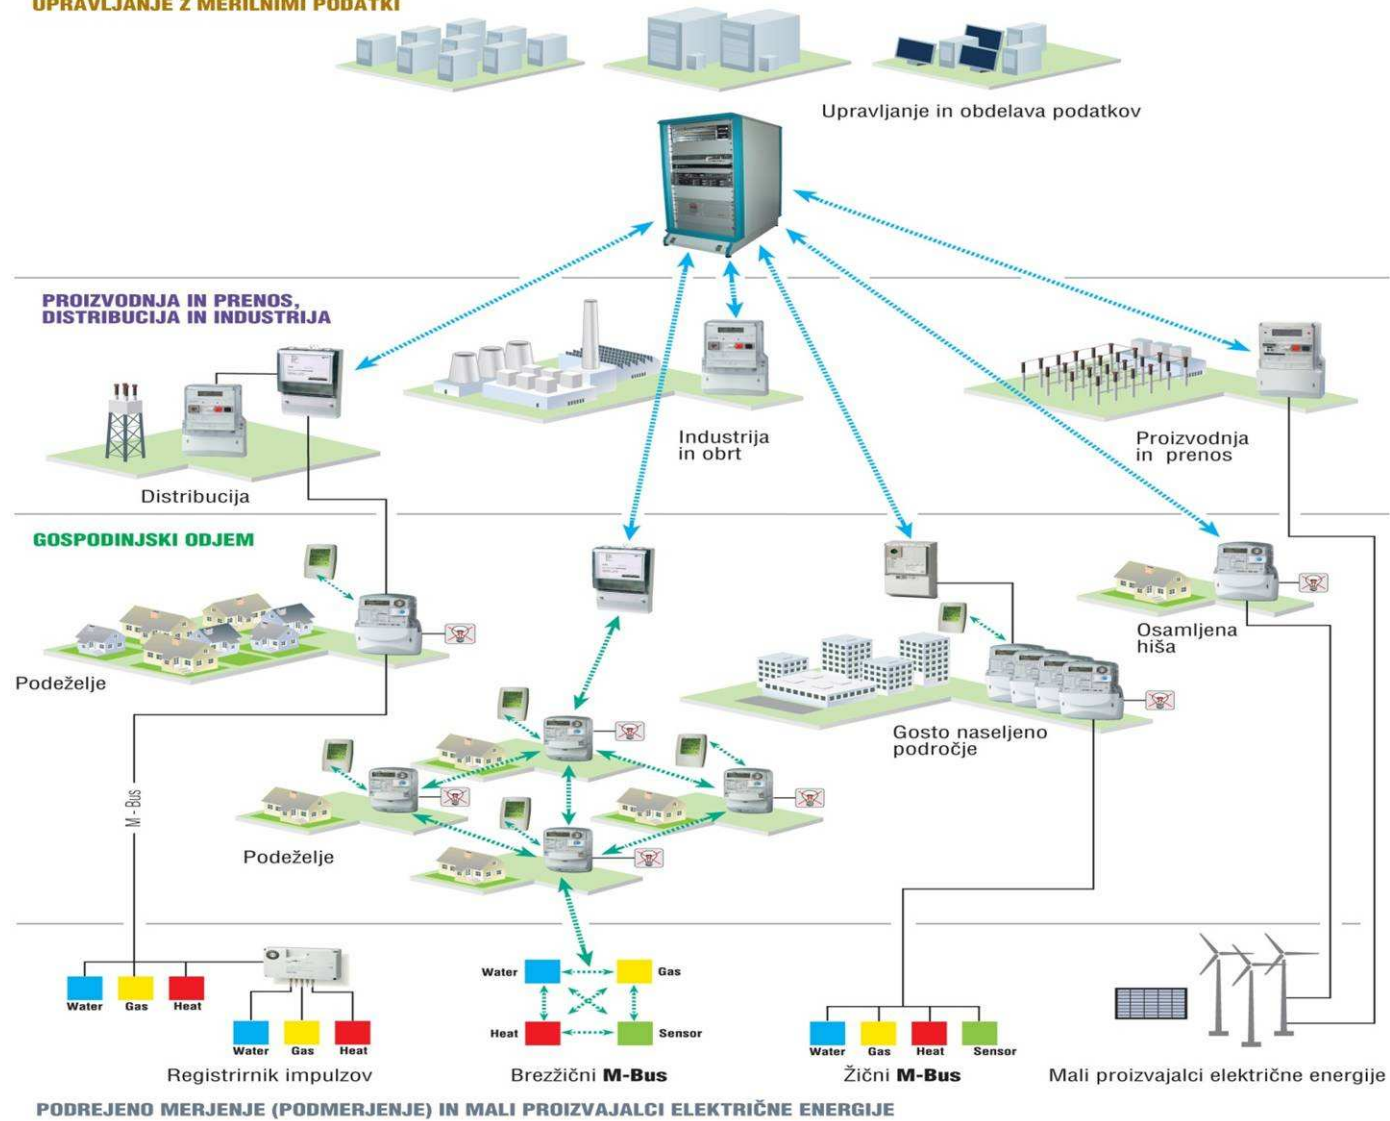 UPRAVLJANJE Z MERILNIMI PODATKI
Upravljanje in obdelava podatkov
PROIZVODNJA IN PRENOS,
DISTRIBUCIJA IN INDUSTRIJA
Industrija
in obrt
Proizvodnja
in prenos
Distribucija
GOSPODINJSKI ODJEM
Osamljena
hiša
Podeželje
Gosto naseljeno
področje
M - Bus
Podeželje
Water
Gas
Heat
Water
Gas
Heat
Water
Gas
Heat
Sensor
Water
Gas
Heat
Sensor
Registrirnik impulzov
Brezžični M-Bus
Žični M-Bus
Mali proizvajalci električne energije
PODREJENO MERJENJE (PODMERJENJE) IN MALI PROIZVAJALCI ELEKTRIČNE ENERGIJE